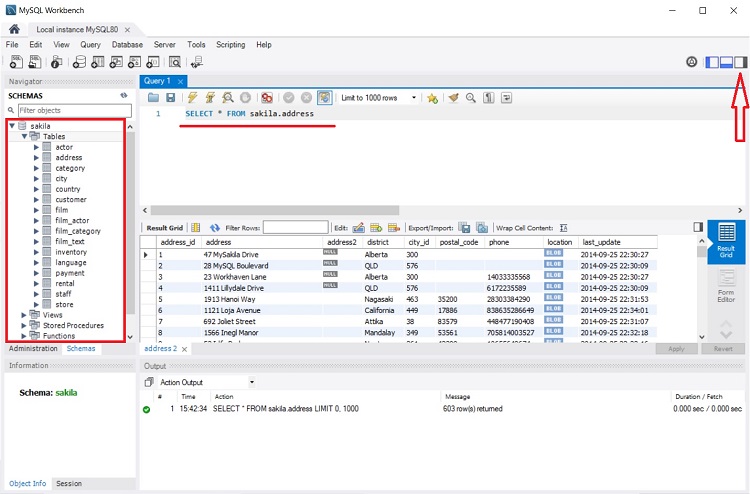 MySQL Workbench
Local instance MySQL80
File Edit View Query Database Server Tools Scripting Help
Navigator
SCHEMAS
Filter objects
sakila
Tables
actor
address
category
city
country
customer
film
film_actor
film_category
film_text
inventory
language
payment
rental
staff
store
Views
Stored Procedures
Functions
Administration Schemas
Information
Schema: sakila
Object Info Session
Query 1
Limit to 1000 rows
1 SELECT * FROM sakila.address
Result Grid Filter Rows: Edit: Export/Import: Wrap Cell Content:
address_id address address2 district city_id postal_code phone location last_update
1 47 MySakila Drive NULL Alberta 300 BLOB 2014-09-25 22:30:27
2 28 MySQL Boulevard NULL QLD 576 BLOB 2014-09-25 22:30:09
3 23 Workhaven Lane NULL Alberta 300 14033335568 BLOB 2014-09-25 22:30:27
4 1411 Lillydale Drive NULL QLD 576 6172235589 BLOB 2014-09-25 22:30:09
5 1913 Hanoi Way Nagasaki 463 35200 28303384290 BLOB 2014-09-25 22:31:53
6 1121 Loja Avenue California 449 17886 838635286649 BLOB 2014-09-25 22:34:01
7 692 Joliet Street Attika 38 83579 448477190408 BLOB 2014-09-25 22:31:07
8 1566 Inegl Manor Mandalay 349 53561 705814003527 BLOB 2014-09-25 22:32:18
Result Grid
Form Editor
address 2
Apply Revert
Output
Action Output
# Time Action Message Duration / Fetch
1 15:42:34 SELECT * FROM sakila.address LIMIT 0, 1000 603 row(s) returned 0.000 sec / 0.000 sec